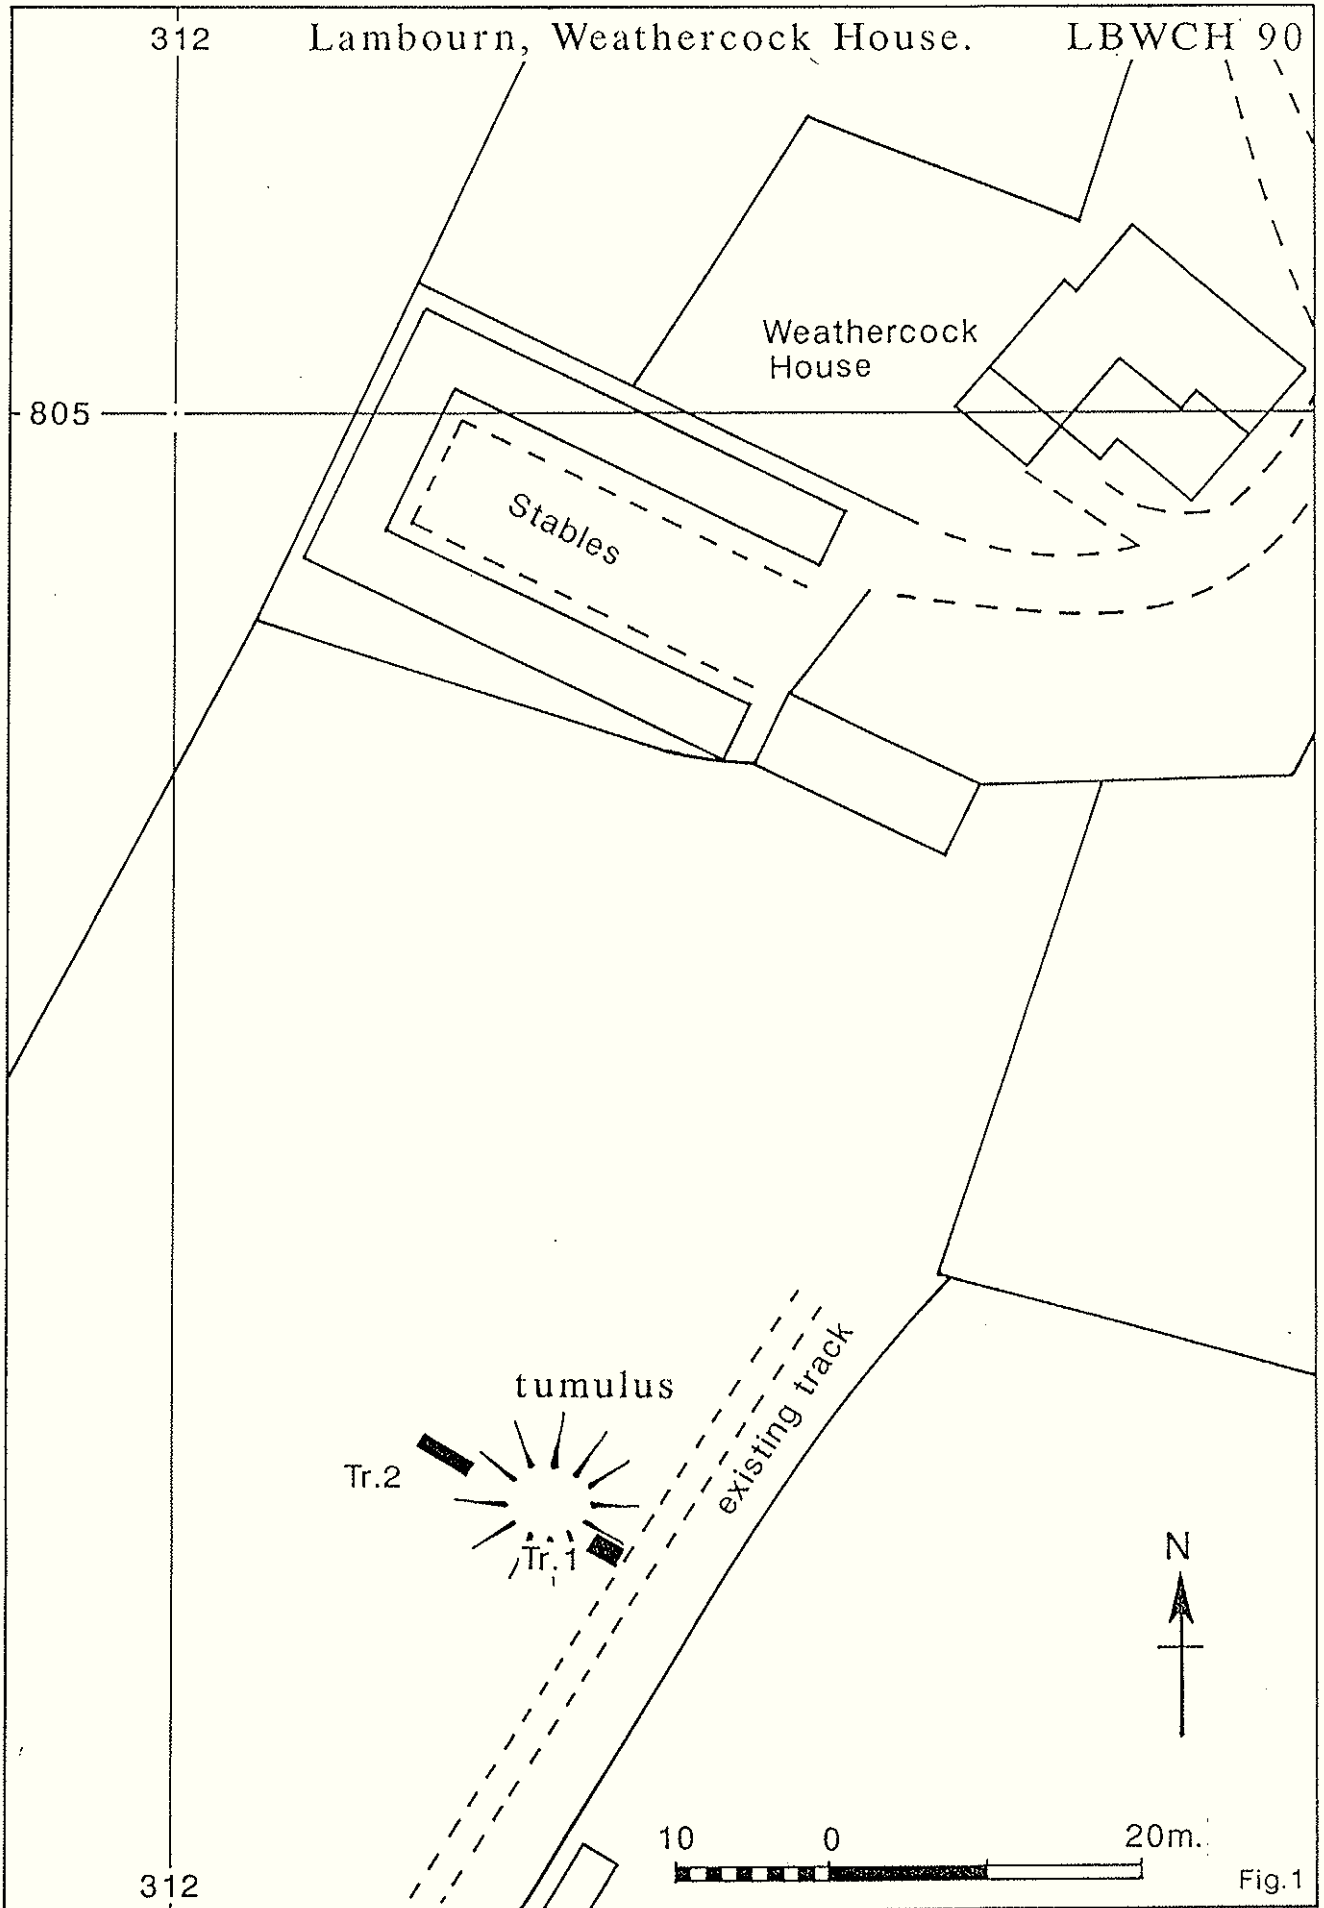 312 Lambourn, Weathercock House. LBWCH 90
Weathercock
House
805
Stables
tumulus
existing track
Tr.2
Tr.1
N
10 0 20m.
312
Fig.1